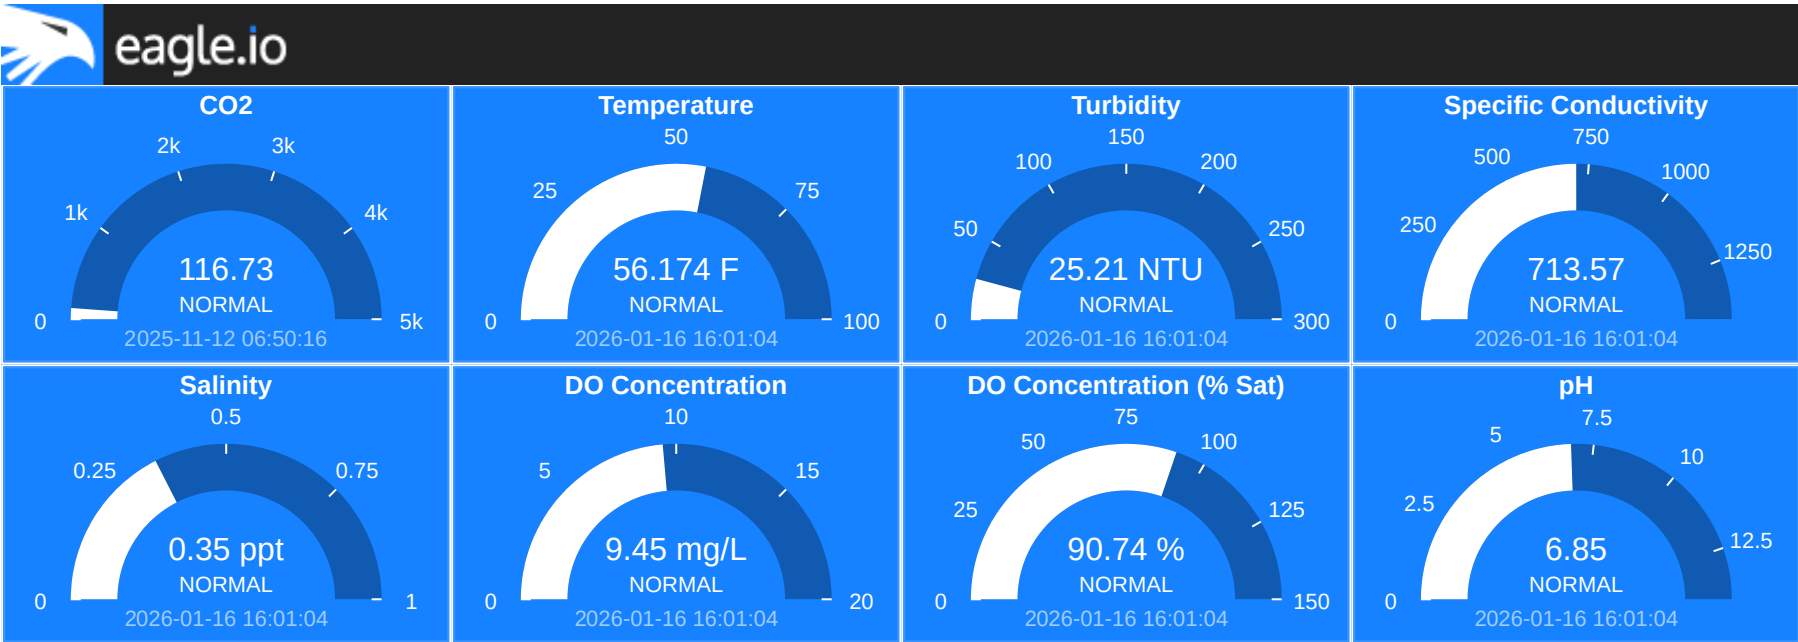 eagle.io
CO2
2k 3k
1k 4k
116.73
NORMAL
0 5k
2025-11-12 06:50:16
Temperature
50
25 75
56.174 F
NORMAL
0 100
2026-01-16 16:01:04
Turbidity
150
100 200
50 250
25.21 NTU
NORMAL
0 300
2026-01-16 16:01:04
Specific Conductivity
750
500 1000
250 1250
713.57
NORMAL
0
2026-01-16 16:01:04
Salinity
0.5
0.25 0.75
0.35 ppt
NORMAL
0 1
2026-01-16 16:01:04
DO Concentration
10
5 15
9.45 mg/L
NORMAL
0 20
2026-01-16 16:01:04
DO Concentration (% Sat)
75
50 100
25 125
90.74 %
NORMAL
0 150
2026-01-16 16:01:04
pH
7.5
5 10
2.5 12.5
6.85
NORMAL
0
2026-01-16 16:01:04